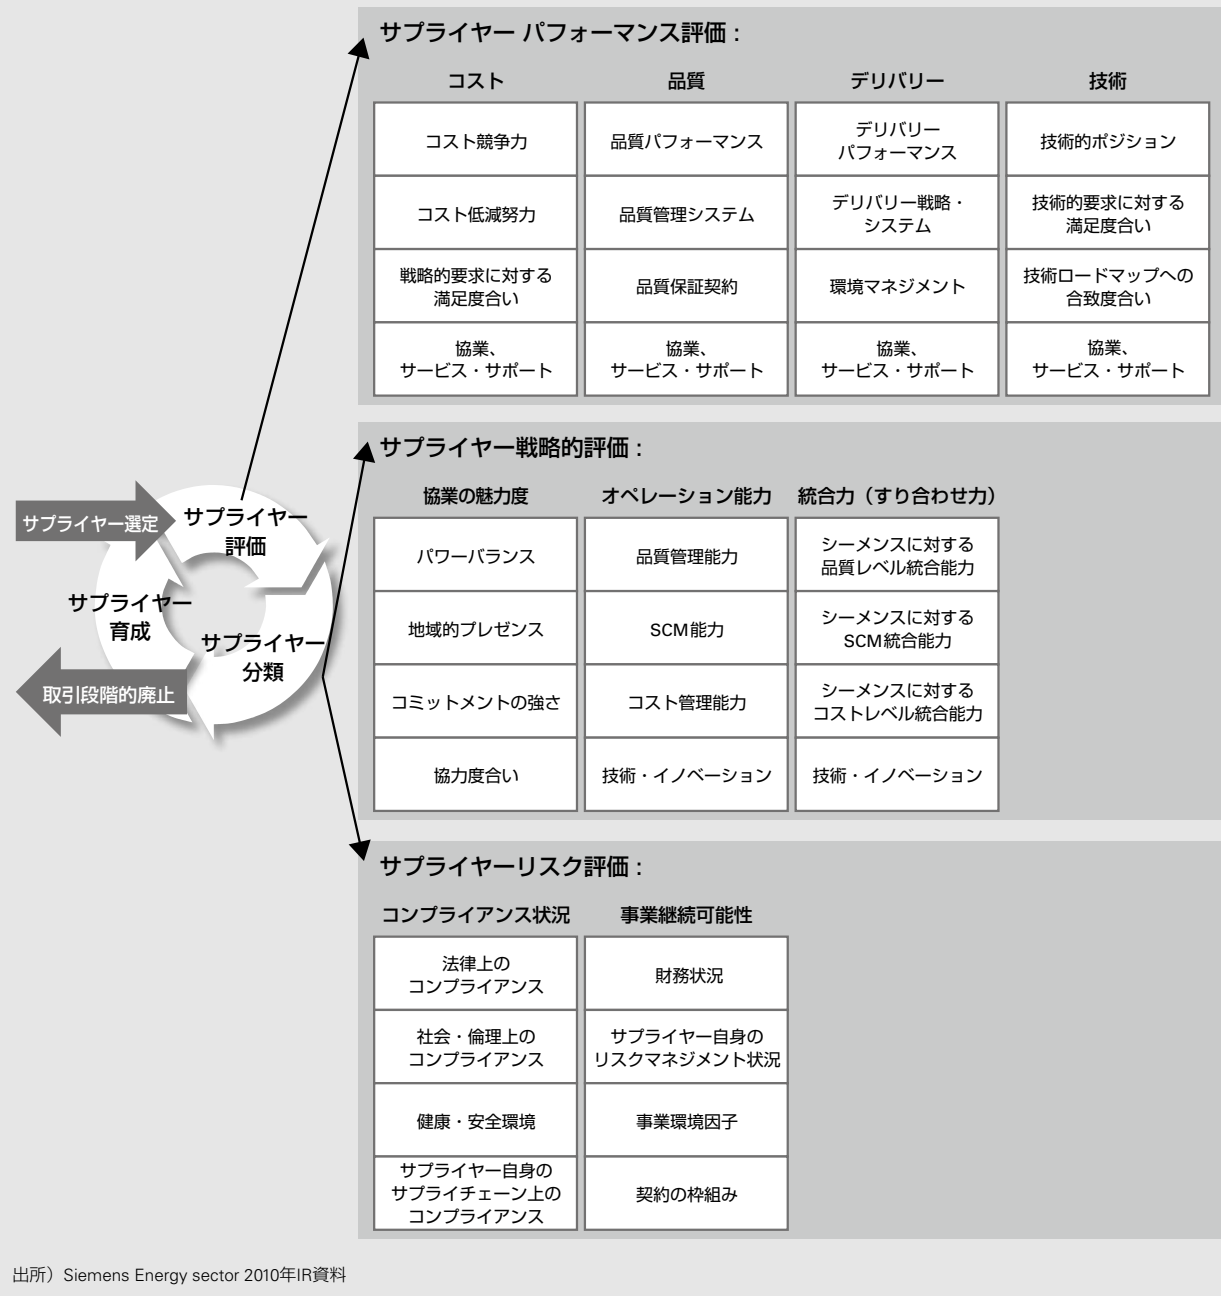 サプライヤー パフォーマンス評価：
コスト
品質
デリバリー
技術
コスト競争力
品質パフォーマンス
デリバリー
パフォーマンス
技術的ポジション
コスト低減努力
品質管理システム
デリバリー戦略・
システム
技術的要求に対する
満足度合い
戦略的要求に対する
満足度合い
品質保証契約
環境マネジメント
技術ロードマップへの
合致度合い
協業、
サービス・サポート
協業、
サービス・サポート
協業、
サービス・サポート
協業、
サービス・サポート
サプライヤー選定
サプライヤー
評価
サプライヤー
育成
サプライヤー
分類
取引段階的廃止
サプライヤー戦略的評価：
協業の魅力度
オペレーション能力
統合力（すり合わせ力）
パワーバランス
品質管理能力
シーメンスに対する
品質レベル統合能力
地域的プレゼンス
SCM能力
シーメンスに対する
SCM統合能力
コミットメントの強さ
コスト管理能力
シーメンスに対する
コストレベル統合能力
協力度合い
技術・イノベーション
技術・イノベーション
サプライヤーリスク評価：
コンプライアンス状況
事業継続可能性
法律上の
コンプライアンス
財務状況
社会・倫理上の
コンプライアンス
サプライヤー自身の
リスクマネジメント状況
健康・安全環境
事業環境因子
サプライヤー自身の
サプライチェーン上の
コンプライアンス
契約の枠組み
出所）Siemens Energy sector 2010年IR資料